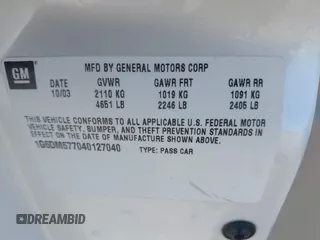 GM
MFD BY GENERAL MOTORS CORP
DATE GVWR GAWR FRT GAWR RR
10/03 2110 KG 1019 KG 1091 KG
4651 LB 2246 LB 2405 LB
THIS VEHICLE CONFORMS TO ALL APPLICABLE U.S. FEDERAL MOTOR
VEHICLE SAFETY, BUMPER, AND THEFT PREVENTION STANDARDS IN
EFFECT ON THE DATE OF MANUFACTURE SHOWN ABOVE.
1G6DM577040127040 TYPE: PASS CAR
DREAMBID